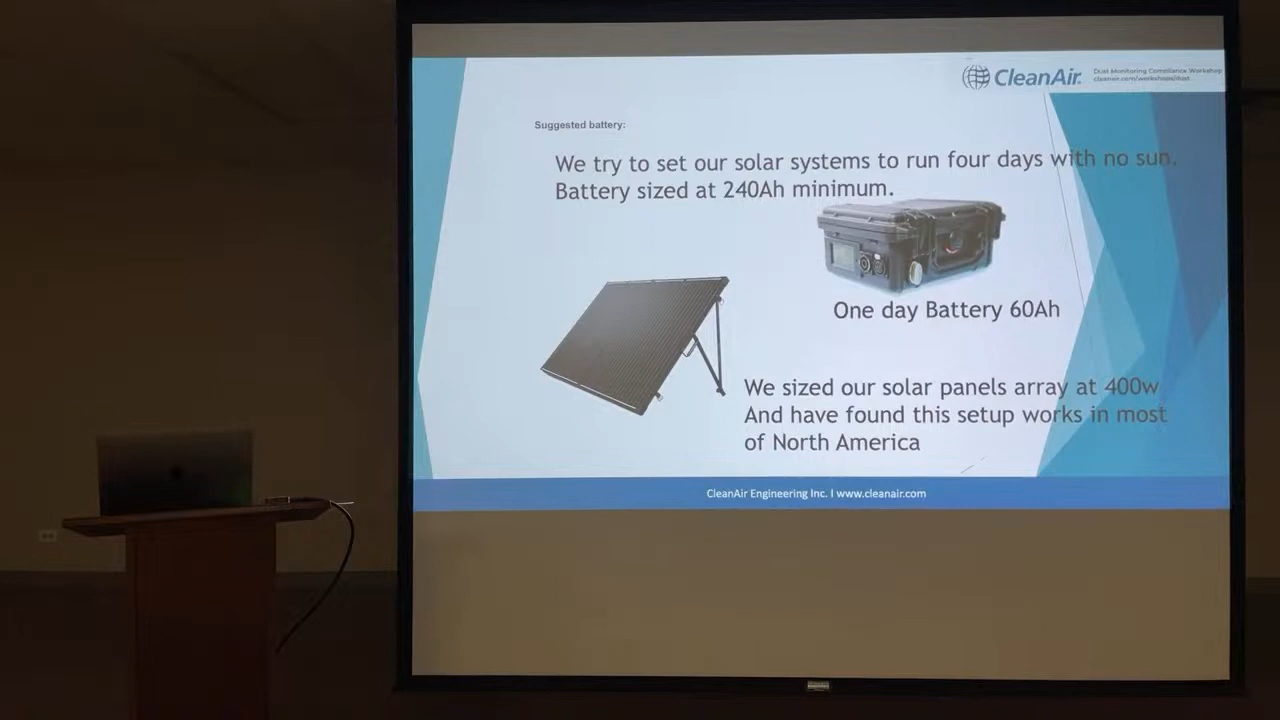 CleanAir.
Dust Monitoring Compliance Workshop
cleanair.com/workshops/dust
Suggested battery:
We try to set our solar systems to run four days with no sun.
Battery sized at 240Ah minimum.
One day Battery 60Ah
We sized our solar panels array at 400w
And have found this setup works in most
of North America
CleanAir Engineering Inc. I www.cleanair.com